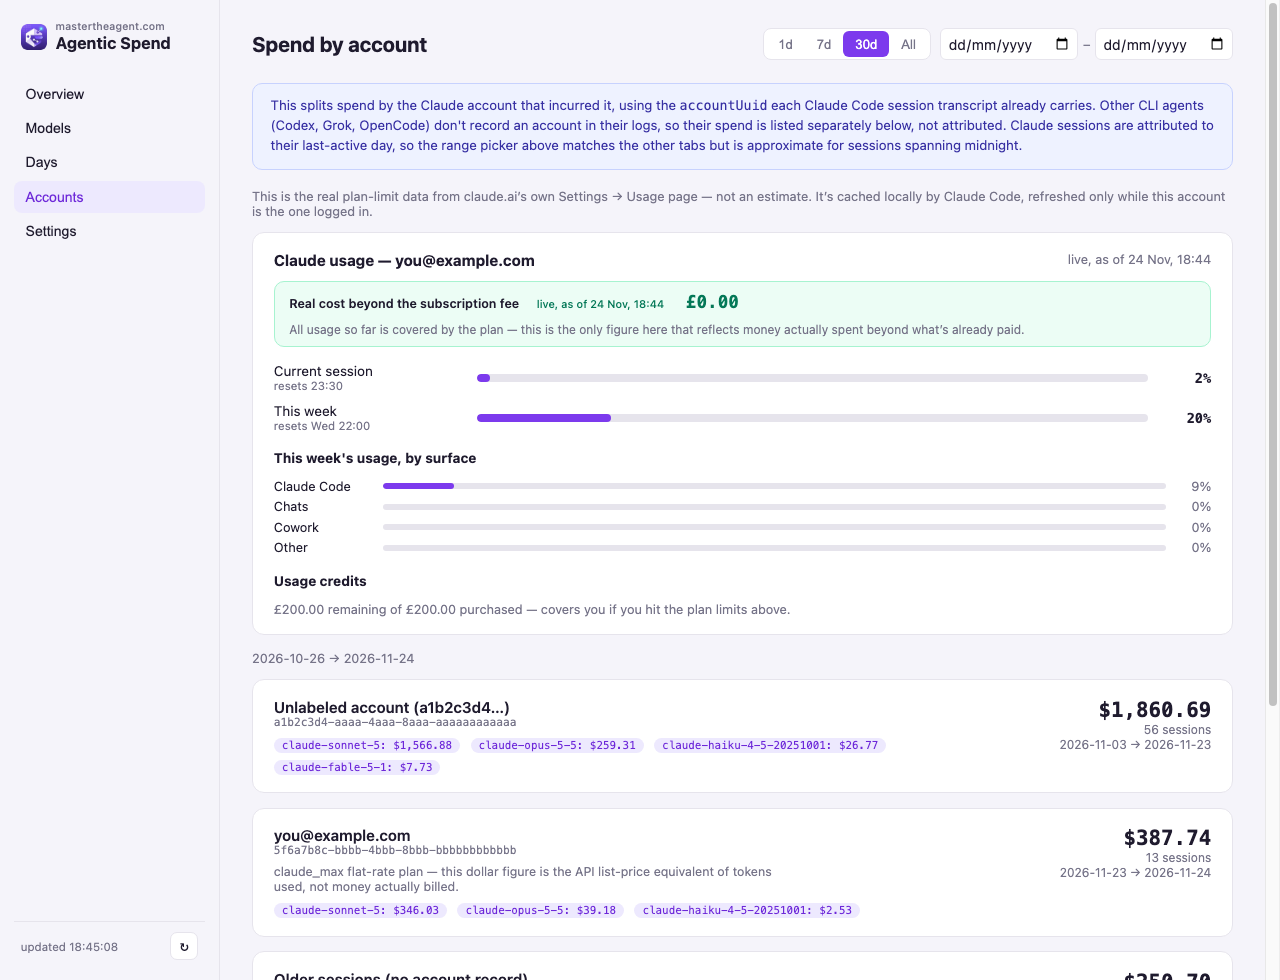 mastertheagent.com
Agentic Spend
Overview
Models
Days
Accounts
Settings
updated 18:45:08
↻
Spend by account
1d 7d 30d All dd/mm/yyyy – dd/mm/yyyy
This splits spend by the Claude account that incurred it, using the accountUuid each Claude Code session transcript already carries. Other CLI agents
(Codex, Grok, OpenCode) don't record an account in their logs, so their spend is listed separately below, not attributed. Claude sessions are attributed to
their last-active day, so the range picker above matches the other tabs but is approximate for sessions spanning midnight.
This is the real plan-limit data from claude.ai’s own Settings → Usage page — not an estimate. It’s cached locally by Claude Code, refreshed only while this account
is the one logged in.
Claude usage — you@example.com
live, as of 24 Nov, 18:44
Real cost beyond the subscription fee live, as of 24 Nov, 18:44 £0.00
All usage so far is covered by the plan — this is the only figure here that reflects money actually spent beyond what’s already paid.
Current session
resets 23:30
2%
This week
resets Wed 22:00
20%
This week's usage, by surface
Claude Code 9%
Chats 0%
Cowork 0%
Other 0%
Usage credits
£200.00 remaining of £200.00 purchased — covers you if you hit the plan limits above.
2026-10-26 → 2026-11-24
Unlabeled account (a1b2c3d4…)
a1b2c3d4-aaaa-4aaa-8aaa-aaaaaaaaaaaa
claude-sonnet-5: $1,566.88 claude-opus-5-5: $259.31 claude-haiku-4-5-20251001: $26.77
claude-fable-5-1: $7.73
$1,860.69
56 sessions
2026-11-03 → 2026-11-23
you@example.com
5f6a7b8c-bbbb-4bbb-8bbb-bbbbbbbbbbbb
claude_max flat-rate plan — this dollar figure is the API list-price equivalent of tokens
used, not money actually billed.
claude-sonnet-5: $346.03 claude-opus-5-5: $39.18 claude-haiku-4-5-20251001: $2.53
$387.74
13 sessions
2026-11-23 → 2026-11-24
Older sessions (no account record)
$250.70